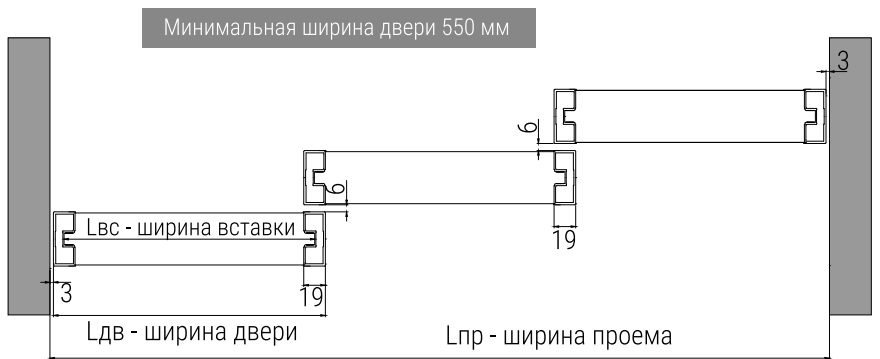 Минимальная ширина двери 550 мм
3
6
6
Lвс - ширина вставки
19
3
19
Lдв - ширина двери
Lпр - ширина проема